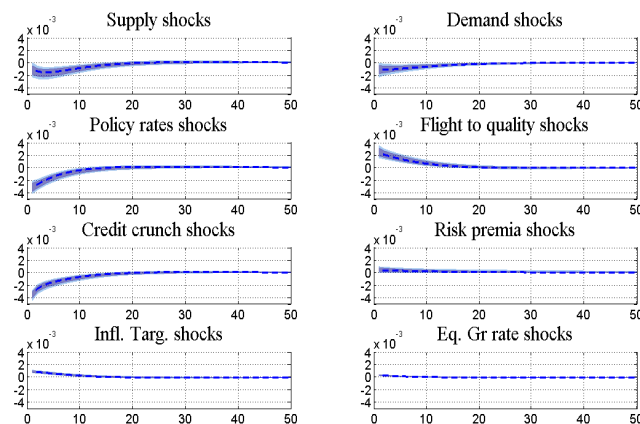 Supply shocks
x 10 -3
4
2
0
-2
-4
0 10 20 30 40 50
Demand shocks
x 10 -3
4
2
0
-2
-4
0 10 20 30 40 50
Policy rates shocks
x 10 -3
4
2
0
-2
-4
0 10 20 30 40 50
Flight to quality shocks
x 10 -3
4
2
0
-2
-4
0 10 20 30 40 50
Credit crunch shocks
x 10 -3
4
2
0
-2
-4
0 10 20 30 40 50
Risk premia shocks
x 10 -3
4
2
0
-2
-4
0 10 20 30 40 50
Infl. Targ. shocks
x 10 -3
4
2
0
-2
-4
0 10 20 30 40 50
Eq. Gr rate shocks
x 10 -3
4
2
0
-2
-4
0 10 20 30 40 50